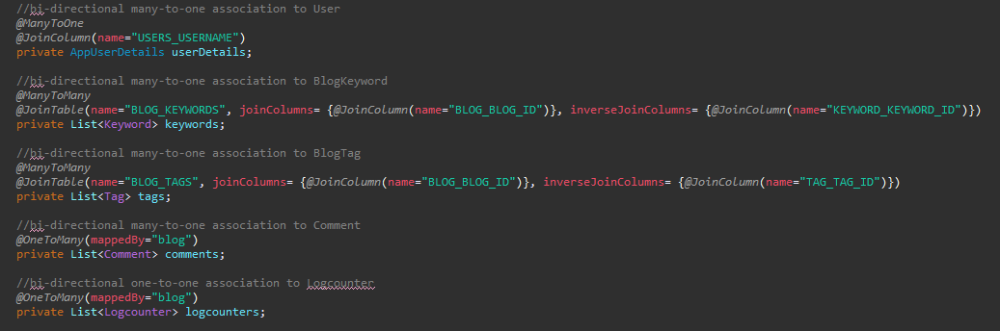 //bi-directional many-to-one association to User
@ManyToOne
@JoinColumn(name="USERS_USERNAME")
private AppUserDetails userDetails;
//bi-directional many-to-one association to BlogKeyword
@ManyToMany
@JoinTable(name="BLOG_KEYWORDS", joinColumns= {@JoinColumn(name="BLOG_BLOG_ID")}, inverseJoinColumns= {@JoinColumn(name="KEYWORD_KEYWORD_ID")})
private List<Keyword> keywords;
//bi-directional many-to-one association to BlogTag
@ManyToMany
@JoinTable(name="BLOG_TAGS", joinColumns= {@JoinColumn(name="BLOG_BLOG_ID")}, inverseJoinColumns= {@JoinColumn(name="TAG_TAG_ID")})
private List<Tag> tags;
//bi-directional many-to-one association to Comment
@OneToMany(mappedBy="blog")
private List<Comment> comments;
//bi-directional one-to-one association to Logcounter
@OneToMany(mappedBy="blog")
private List<Logcounter> logcounters;